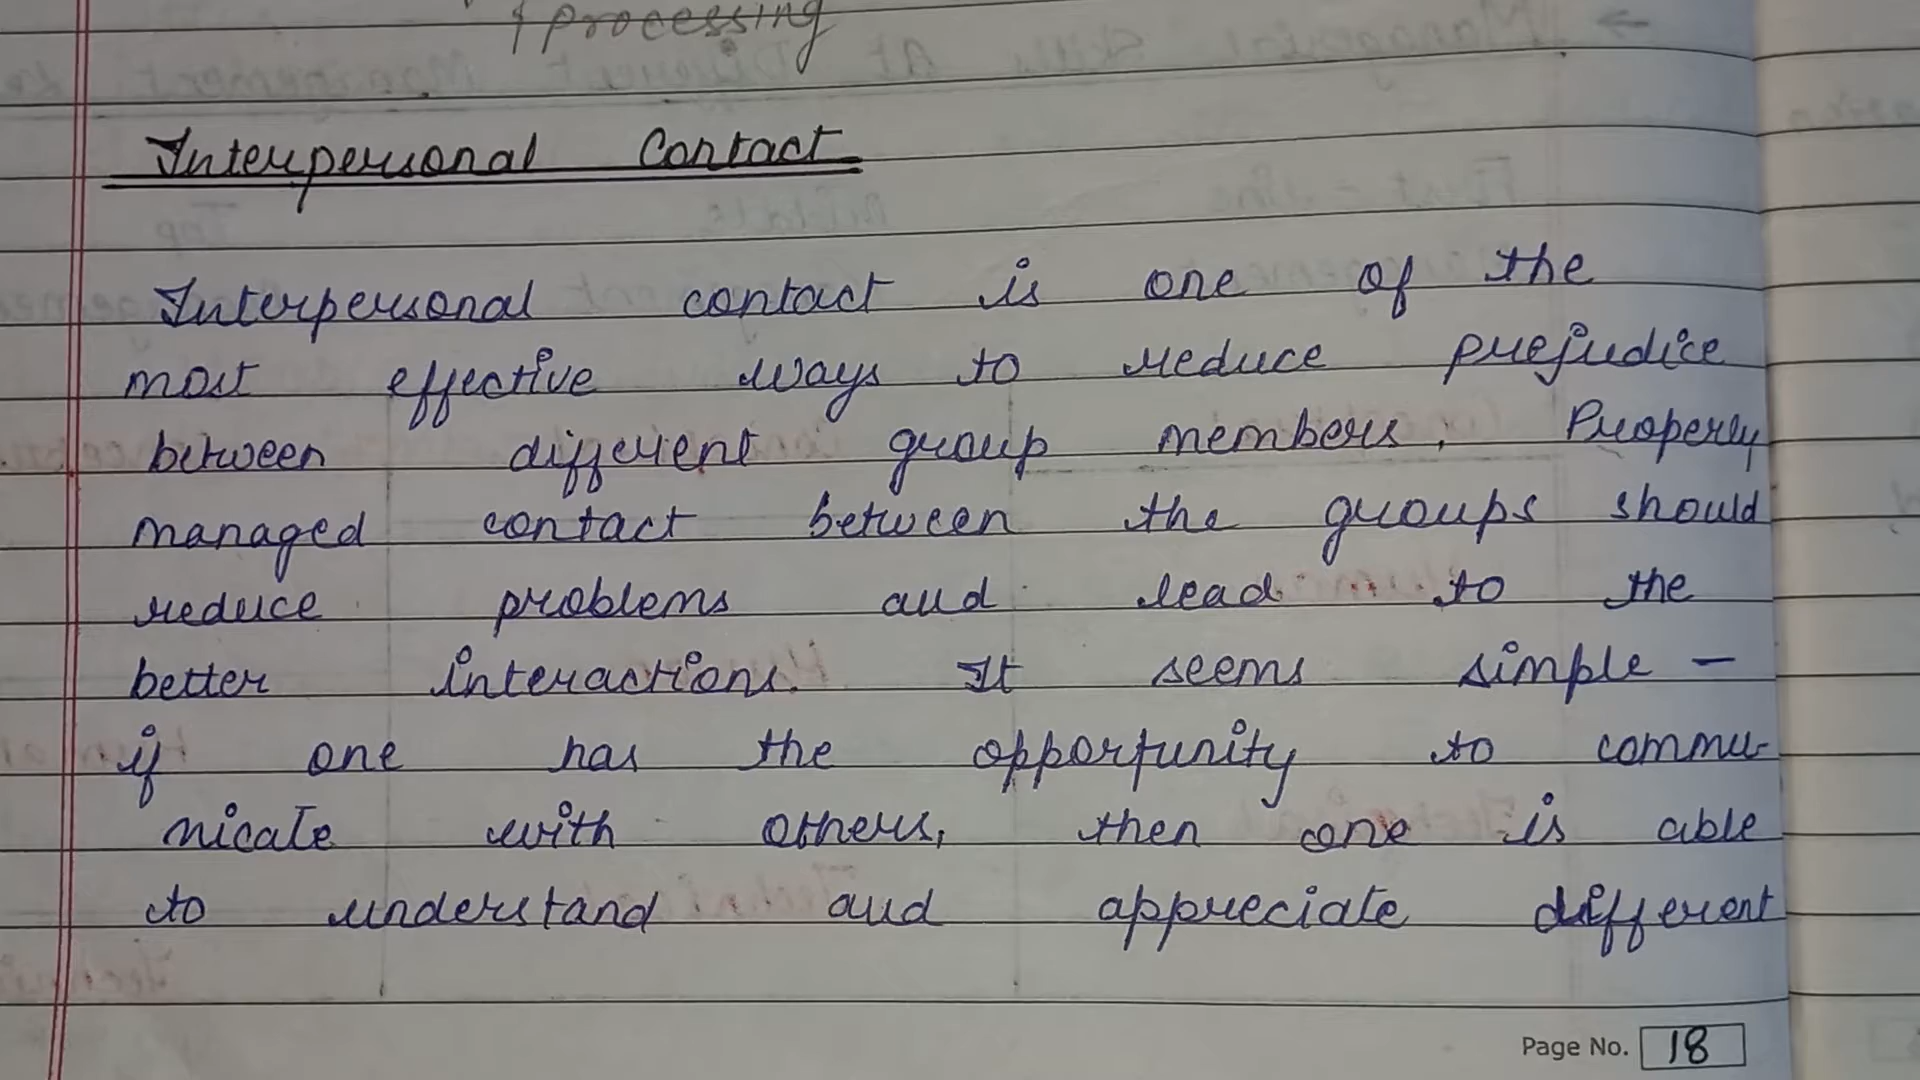 processing
Interpersonal Contact
Interpersonal contact is one of the
most effective ways to reduce prejudice
between different group members. Properly
managed contact between the groups should
reduce problems and lead to the
better interactions. It seems simple –
if one has the opportunity to commu-
nicate with others, then one is able
to understand and appreciate different
Page No. 18